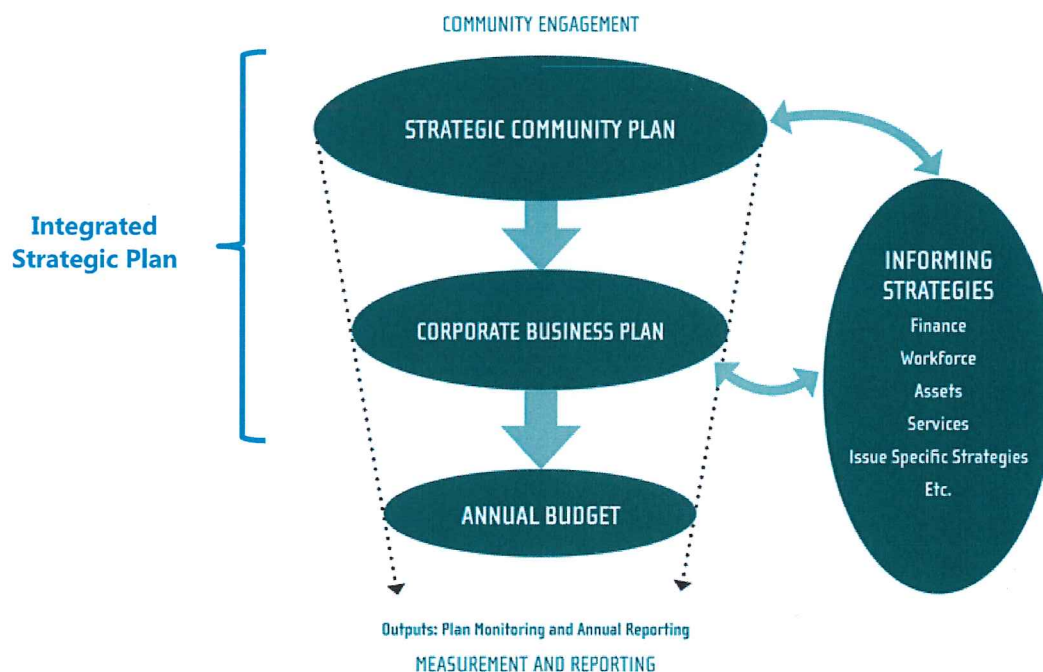 COMMUNITY ENGAGEMENT
STRATEGIC COMMUNITY PLAN
Integrated
Strategic Plan
CORPORATE BUSINESS PLAN
ANNUAL BUDGET
INFORMING
STRATEGIES
Finance
Workforce
Assets
Services
Issue Specific Strategies
Etc.
Outputs: Plan Monitoring and Annual Reporting
MEASUREMENT AND REPORTING